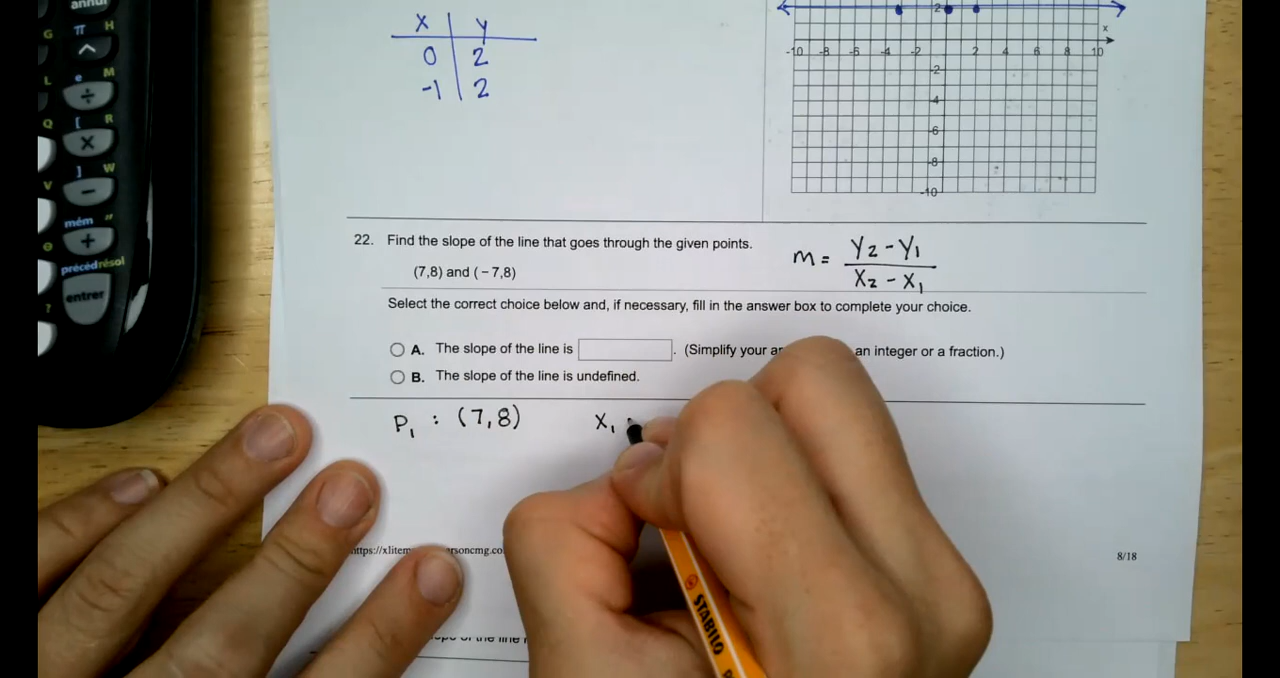 annul
G π H
^
L e M
÷
Q [ R
X
V ] W
−
mém "
+
précéd résol
entrer
?
X Y
0 2
-1 2
2
x
-10 -8 -6 -4 -2 2 4 6 8 10
-2
-4
-6
-8
-10
22. Find the slope of the line that goes through the given points.
(7,8) and (−7,8)
m = Y2 - Y1
X2 - X1
Select the correct choice below and, if necessary, fill in the answer box to complete your choice.
A. The slope of the line is . (Simplify your an integer or a fraction.)
B. The slope of the line is undefined.
P1 : (7,8) X1
8/18
STABILO
of the line